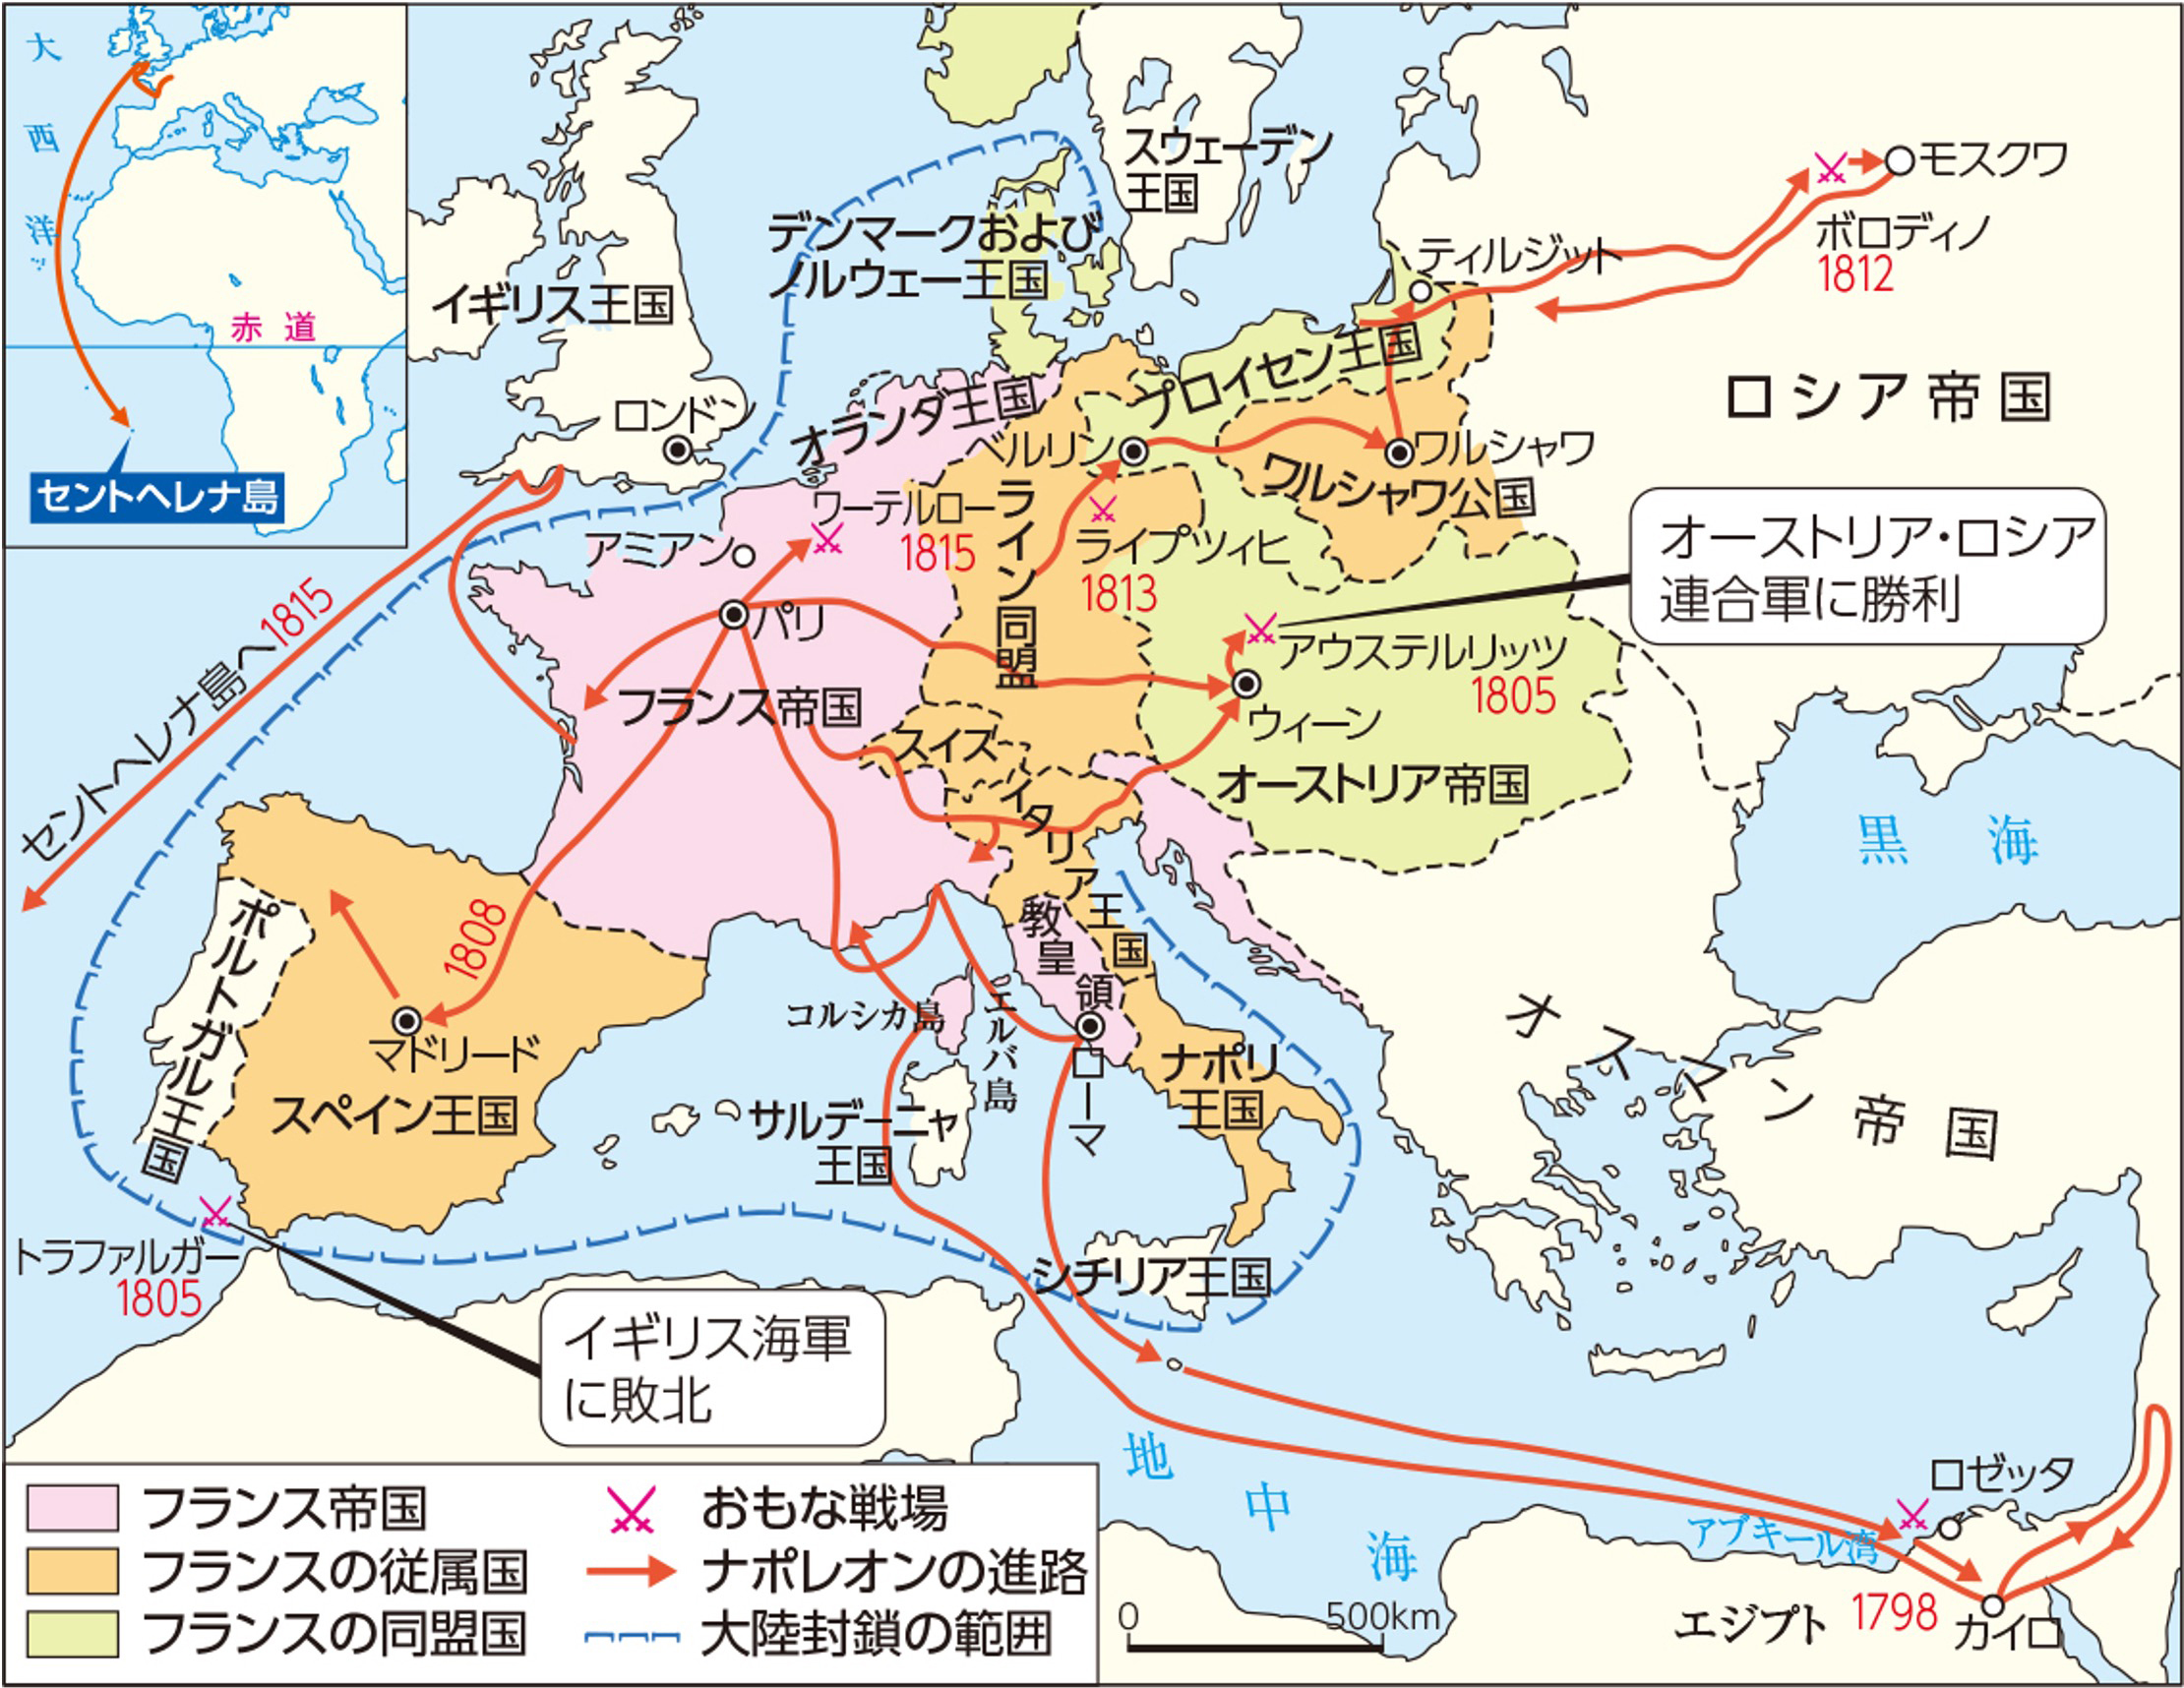 大西洋
赤道
セントヘレナ島
スウェーデン
王国
デンマークおよび
ノルウェー王国
イギリス王国
ロンドン
モスクワ
ボロディノ
1812
ティルジット
ロシア帝国
プロイセン王国
オランダ王国
ベルリン
ワルシャワ
ワルシャワ公国
ワーテルロー
1815
ライン同盟
ライプツィヒ
1813
アミアン
パリ
フランス帝国
オーストリア・ロシア
連合軍に勝利
アウステルリッツ
1805
ウィーン
オーストリア帝国
スイス
イタリア王国
セントヘレナ島へ1815
黒海
ポルトガル王国
1808
マドリード
スペイン王国
教皇領
コルシカ島
エルバ島
ローマ
ナポリ
王国
サルデーニャ
王国
オスマン帝国
シチリア王国
トラファルガー
1805
イギリス海軍
に敗北
地中海
ロゼッタ
アブキール湾
エジプト
1798
カイロ
0
500km
フランス帝国
フランスの従属国
フランスの同盟国
おもな戦場
ナポレオンの進路
大陸封鎖の範囲